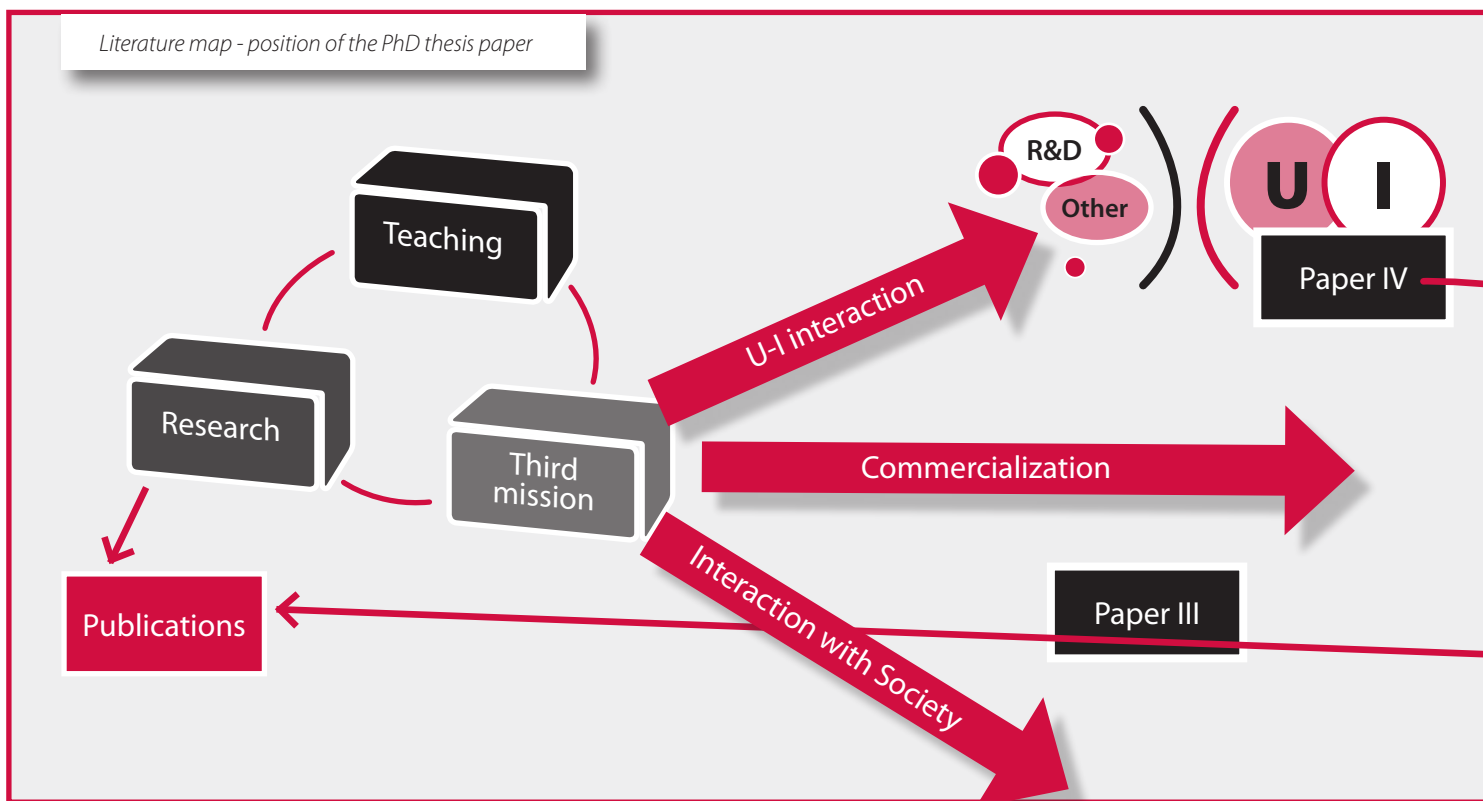 Literature map - position of the PhD thesis paper
R&D
Other
U
I
Paper IV
Teaching
U-I interaction
Research
Third
mission
Commercialization
Publications
Interaction with Society
Paper III